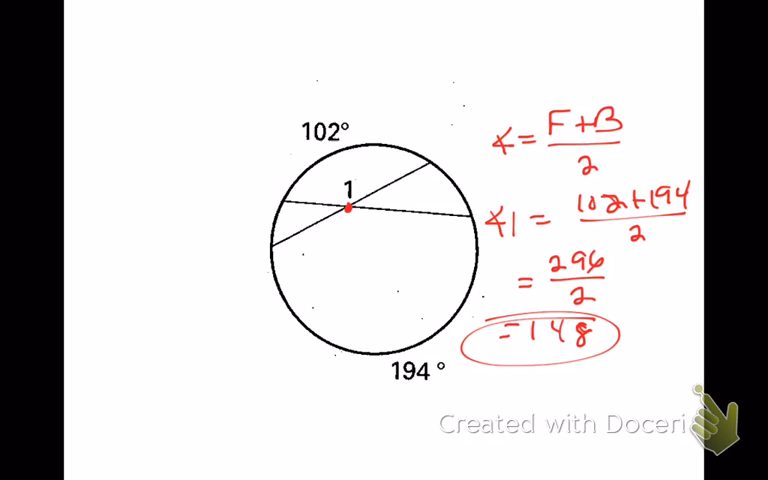 102°
1
194 °
∡ = F+B
2
∡1 = 102+194
2
= 296
2
= 148
Created with Doceri